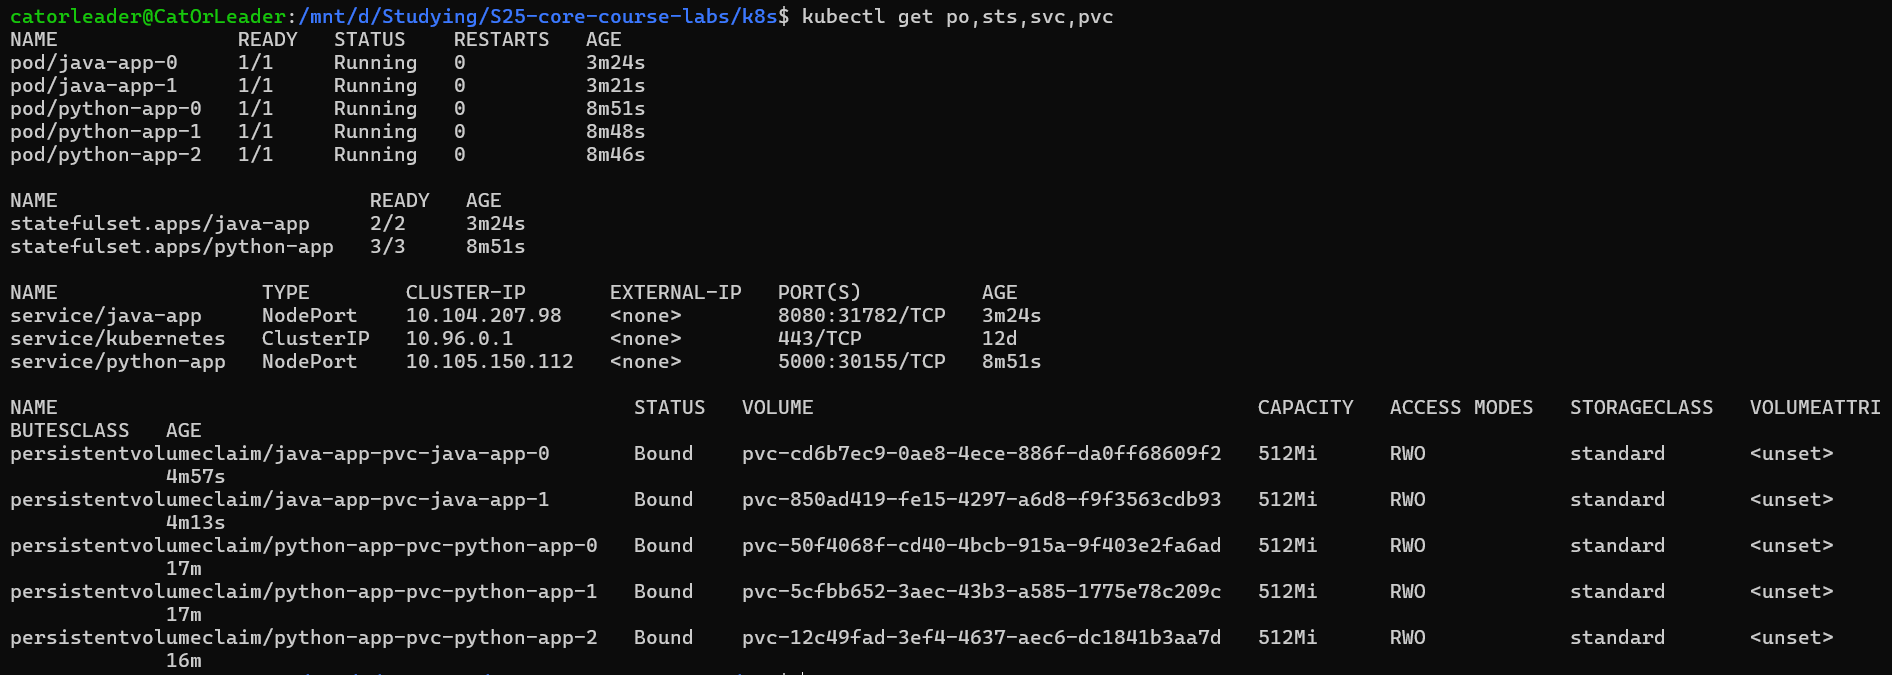 catorleader@CatOrLeader:/mnt/d/Studying/S25-core-course-labs/k8s$ kubectl get po,sts,svc,pvc
NAME               READY   STATUS    RESTARTS   AGE
pod/java-app-0     1/1     Running   0          3m24s
pod/java-app-1     1/1     Running   0          3m21s
pod/python-app-0   1/1     Running   0          8m51s
pod/python-app-1   1/1     Running   0          8m48s
pod/python-app-2   1/1     Running   0          8m46s

NAME                          READY   AGE
statefulset.apps/java-app     2/2     3m24s
statefulset.apps/python-app   3/3     8m51s

NAME                 TYPE        CLUSTER-IP       EXTERNAL-IP   PORT(S)          AGE
service/java-app     NodePort    10.104.207.98    <none>        8080:31782/TCP   3m24s
service/kubernetes   ClusterIP   10.96.0.1        <none>        443/TCP          12d
service/python-app   NodePort    10.105.150.112   <none>        5000:30155/TCP   8m51s

NAME                                                STATUS   VOLUME                                     CAPACITY   ACCESS MODES   STORAGECLASS   VOLUMEATTRI
BUTESCLASS   AGE
persistentvolumeclaim/java-app-pvc-java-app-0       Bound    pvc-cd6b7ec9-0ae8-4ece-886f-da0ff68609f2   512Mi      RWO            standard       <unset>
             4m57s
persistentvolumeclaim/java-app-pvc-java-app-1       Bound    pvc-850ad419-fe15-4297-a6d8-f9f3563cdb93   512Mi      RWO            standard       <unset>
             4m13s
persistentvolumeclaim/python-app-pvc-python-app-0   Bound    pvc-50f4068f-cd40-4bcb-915a-9f403e2fa6ad   512Mi      RWO            standard       <unset>
             17m
persistentvolumeclaim/python-app-pvc-python-app-1   Bound    pvc-5cfbb652-3aec-43b3-a585-1775e78c209c   512Mi      RWO            standard       <unset>
             17m
persistentvolumeclaim/python-app-pvc-python-app-2   Bound    pvc-12c49fad-3ef4-4637-aec6-dc1841b3aa7d   512Mi      RWO            standard       <unset>
             16m